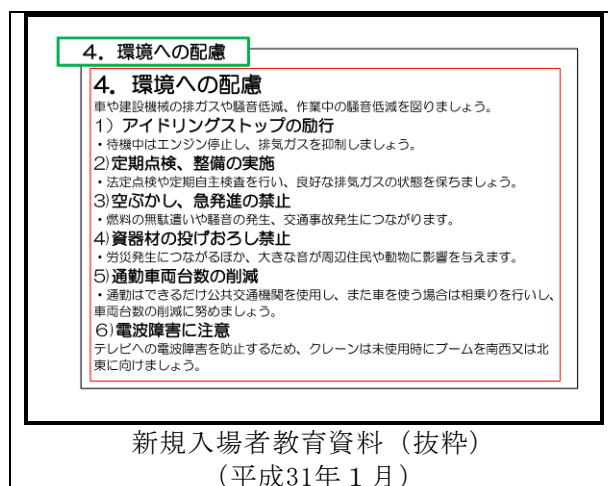 ４．環境への配慮
４．環境への配慮
車や建設機械の排ガスや騒音低減、作業中の騒音低減を図りましょう。
1）アイドリングストップの励行
・待機中はエンジン停止し、排気ガスを抑制しましょう。
2)定期点検、整備の実施
・法定点検や定期自主検査を行い、良好な排気ガスの状態を保ちましょう。
3)空ぶかし、急発進の禁止
・燃料の無駄遣いや騒音の発生、交通事故発生につながります。
4)資器材の投げおろし禁止
・労災発生につながるほか、大きな音が周辺住民や動物に影響を与えます。
5)通勤車両台数の削減
・通勤はできるだけ公共交通機関を使用し、また車を使う場合は相乗りを行いし、
車両台数の削減に努めましょう。
6)電波障害に注意
テレビへの電波障害を防止するため、クレーンは未使用時にブームを南西又は北
東に向けましょう。
新規入場者教育資料（抜粋）
（平成31年１月）